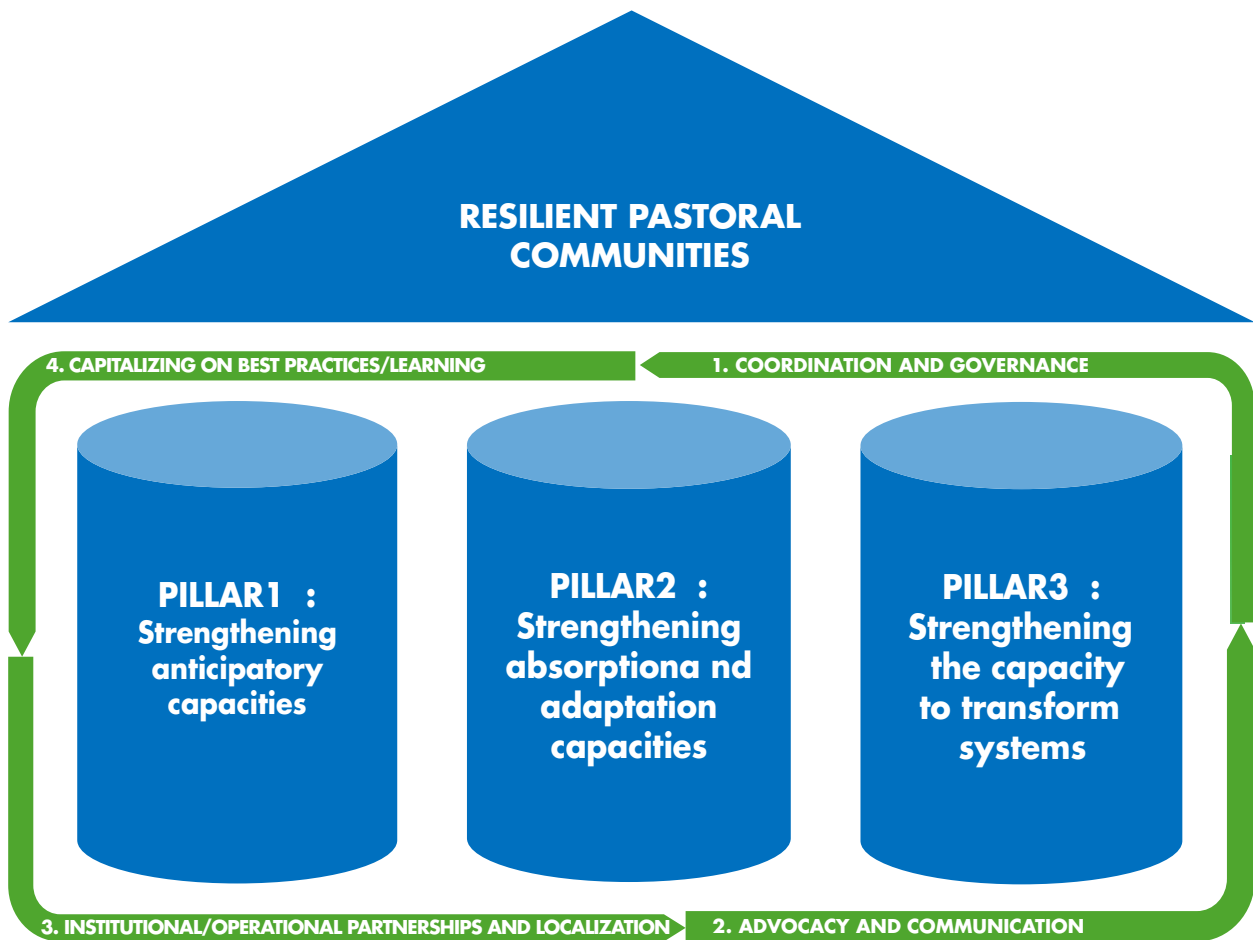 RESILIENT PASTORAL
COMMUNITIES
4. CAPITALIZING ON BEST PRACTICES/LEARNING
1. COORDINATION AND GOVERNANCE
PILLAR1 :
Strengthening
anticipatory
capacities
PILLAR2 :
Strengthening
absorptiona nd
adaptation
capacities
PILLAR3 :
Strengthening
the capacity
to transform
systems
3. INSTITUTIONAL/OPERATIONAL PARTNERSHIPS AND LOCALIZATION
2. ADVOCACY AND COMMUNICATION